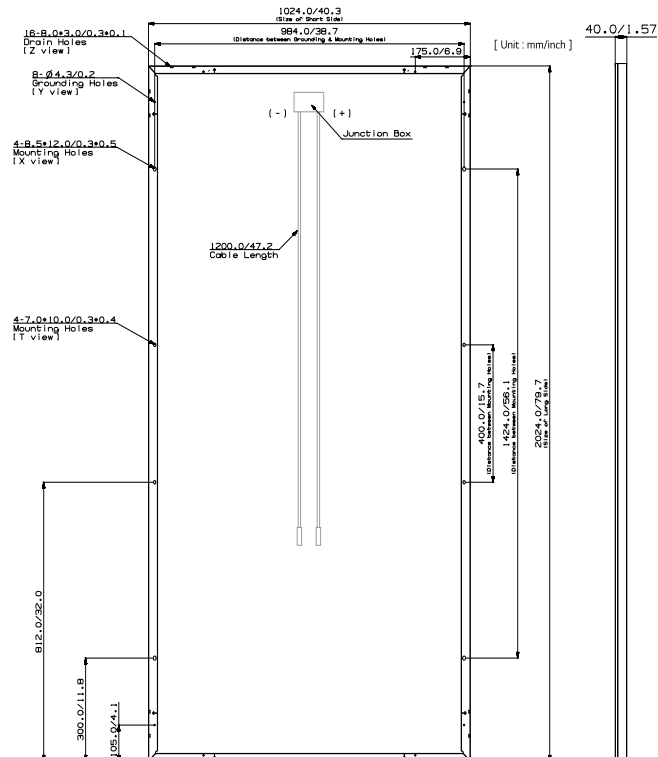 1024.0/40.3
(Size of Short Side)
984.0/38.7
(Distance between Grounding & Mounting Holes)
175.0/6.9
[ Unit : mm/inch ]
40.0/1.57
16-8.0*3.0/0.3*0.1
Drain Holes
[Z view]
8-Ø4.3/0.2
Grounding Holes
[Y view]
(-)
(+)
Junction Box
4-8.5*12.0/0.3*0.5
Mounting Holes
[X view]
1200.0/47.2
Cable Length
4-7.0*10.0/0.3*0.4
Mounting Holes
[T view]
400.0/15.7
(Distance between Mounting Holes)
1424.0/56.1
(Distance between Mounting Holes)
2024.0/79.7
(Size of Long Side)
812.0/32.0
300.0/11.8
105.0/4.1